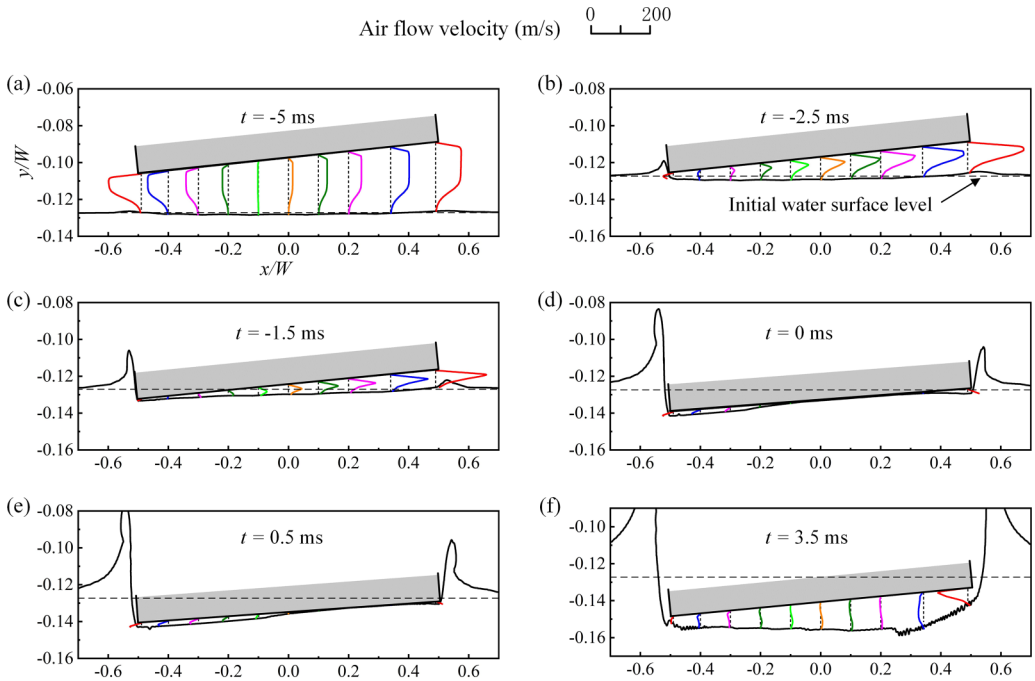 Air flow velocity (m/s) 0 200
(a)
-0.06
-0.08
-0.10
-0.12
-0.14
y/W
t = -5 ms
-0.6 -0.4 -0.2 0.0 0.2 0.4 0.6
x/W
(b)
-0.08
-0.10
-0.12
-0.14
-0.16
t = -2.5 ms
Initial water surface level
-0.6 -0.4 -0.2 0.0 0.2 0.4 0.6
(c)
-0.08
-0.10
-0.12
-0.14
-0.16
t = -1.5 ms
-0.6 -0.4 -0.2 0.0 0.2 0.4 0.6
(d)
-0.08
-0.10
-0.12
-0.14
-0.16
t = 0 ms
-0.6 -0.4 -0.2 0.0 0.2 0.4 0.6
(e)
-0.08
-0.10
-0.12
-0.14
-0.16
t = 0.5 ms
-0.6 -0.4 -0.2 0.0 0.2 0.4 0.6
(f)
-0.10
-0.12
-0.14
-0.16
t = 3.5 ms
-0.6 -0.4 -0.2 0.0 0.2 0.4 0.6